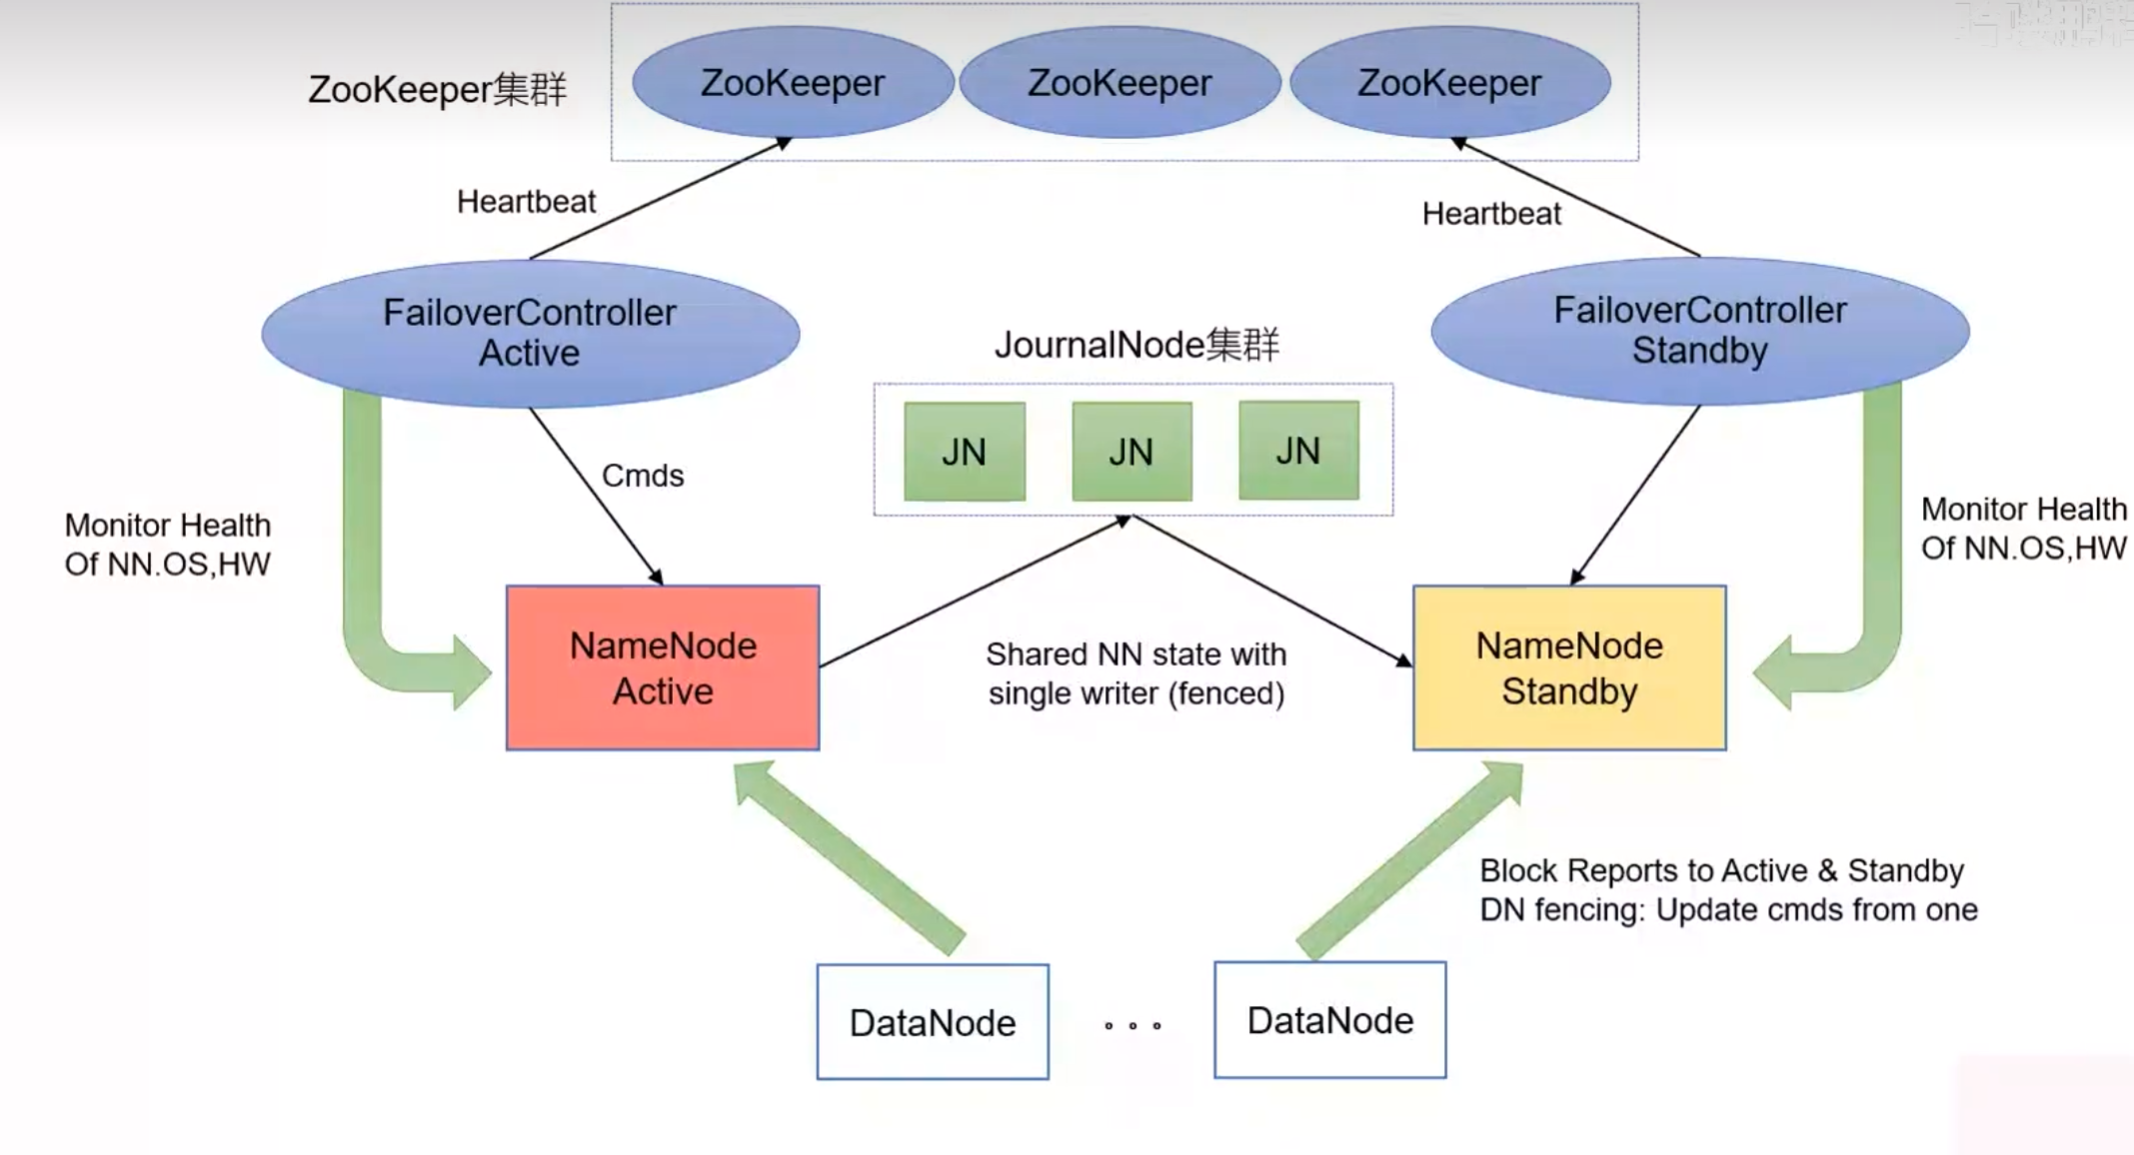 ZooKeeper集群
ZooKeeper
ZooKeeper
ZooKeeper
Heartbeat
Heartbeat
FailoverController
Active
FailoverController
Standby
JournalNode集群
JN
JN
JN
Cmds
Monitor Health
Of NN.OS,HW
Monitor Health
Of NN.OS,HW
NameNode
Active
Shared NN state with
single writer (fenced)
NameNode
Standby
Block Reports to Active & Standby
DN fencing: Update cmds from one
DataNode
。。。
DataNode